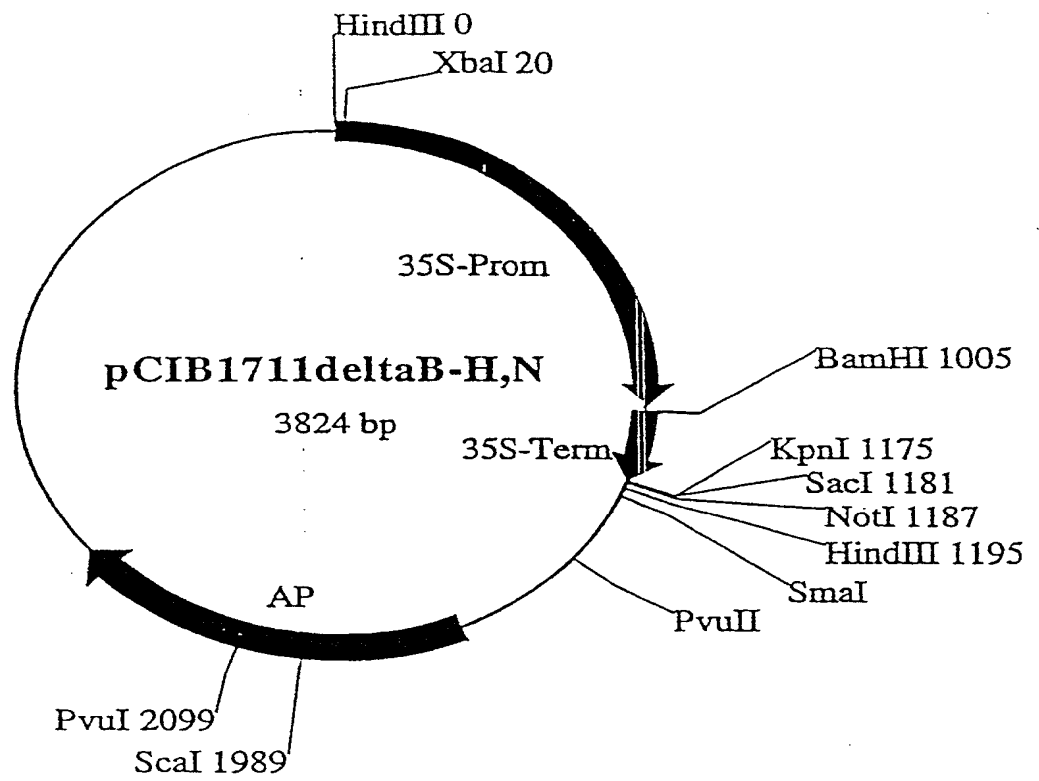 HindIII 0
XbaI 20
35S-Prom
pCIB1711deltaB-H,N
3824 bp
BamHI 1005
35S-Term
KpnI 1175
SacI 1181
NotI 1187
HindIII 1195
SmaI
PvuII
AP
PvuI 2099
ScaI 1989